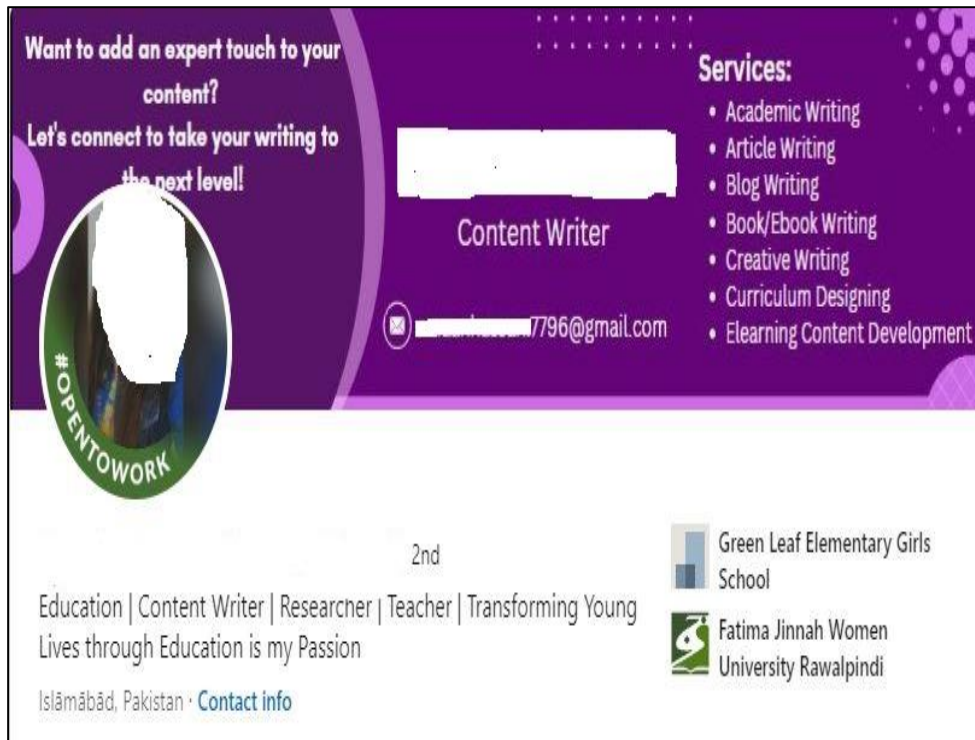 Want to add an expert touch to your
content?
Let's connect to take your writing to
the next level!
Content Writer
7796@gmail.com
Services:
• Academic Writing
• Article Writing
• Blog Writing
• Book/Ebook Writing
• Creative Writing
• Curriculum Designing
• Elearning Content Development
#OPENTOWORK
2nd
Education | Content Writer | Researcher | Teacher | Transforming Young
Lives through Education is my Passion
Islāmābād, Pakistan · Contact info
Green Leaf Elementary Girls
School
Fatima Jinnah Women
University Rawalpindi